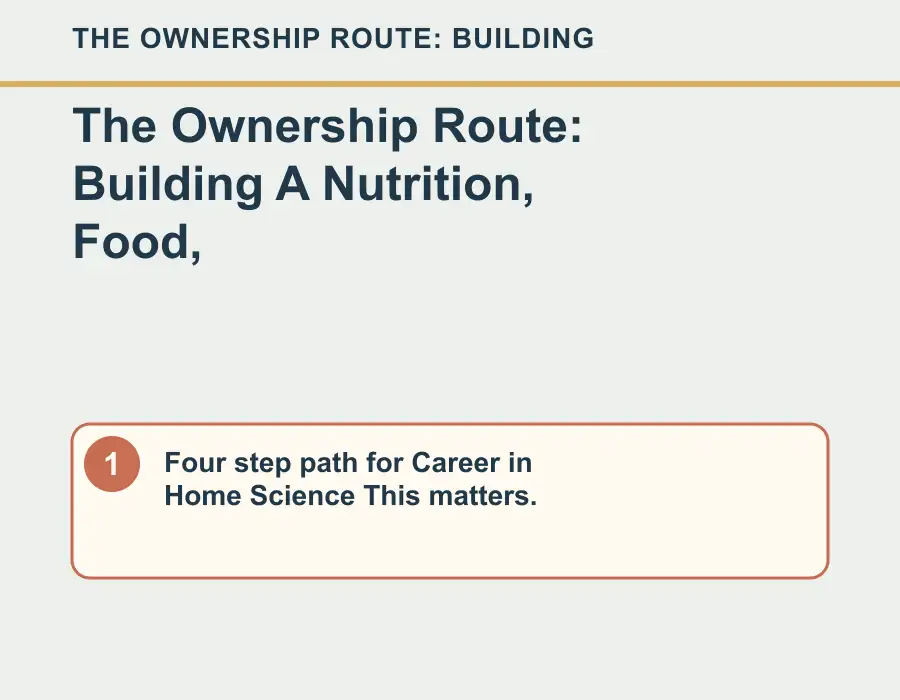 THE OWNERSHIP ROUTE: BUILDING
The Ownership Route:
Building A Nutrition,
Food,
1
Four step path for Career in
Home Science This matters.